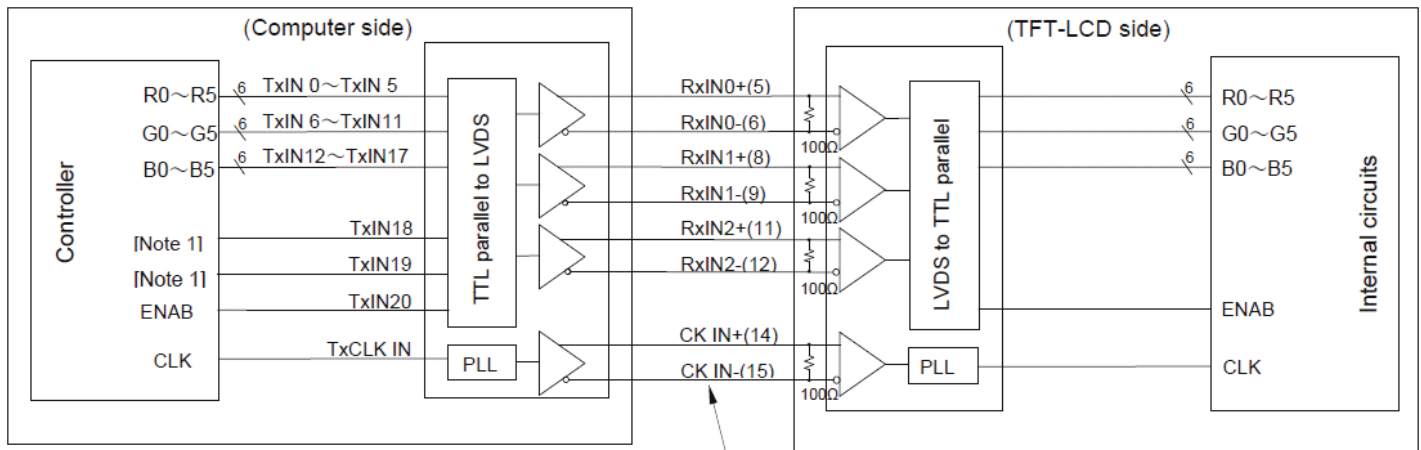 (Computer side)
(TFT-LCD side)
Controller
R0～R5
6
TxIN 0～TxIN 5
G0～G5
6
TxIN 6～TxIN11
B0～B5
6
TxIN12～TxIN17
[Note 1]
TxIN18
[Note 1]
TxIN19
ENAB
TxIN20
CLK
TxCLK IN
TTL parallel to LVDS
PLL
RxIN0+(5)
RxIN0-(6)
100Ω
RxIN1+(8)
RxIN1-(9)
100Ω
RxIN2+(11)
RxIN2-(12)
100Ω
CK IN+(14)
CK IN-(15)
100Ω
LVDS to TTL parallel
PLL
6
R0～R5
6
G0～G5
6
B0～B5
ENAB
CLK
Internal circuits